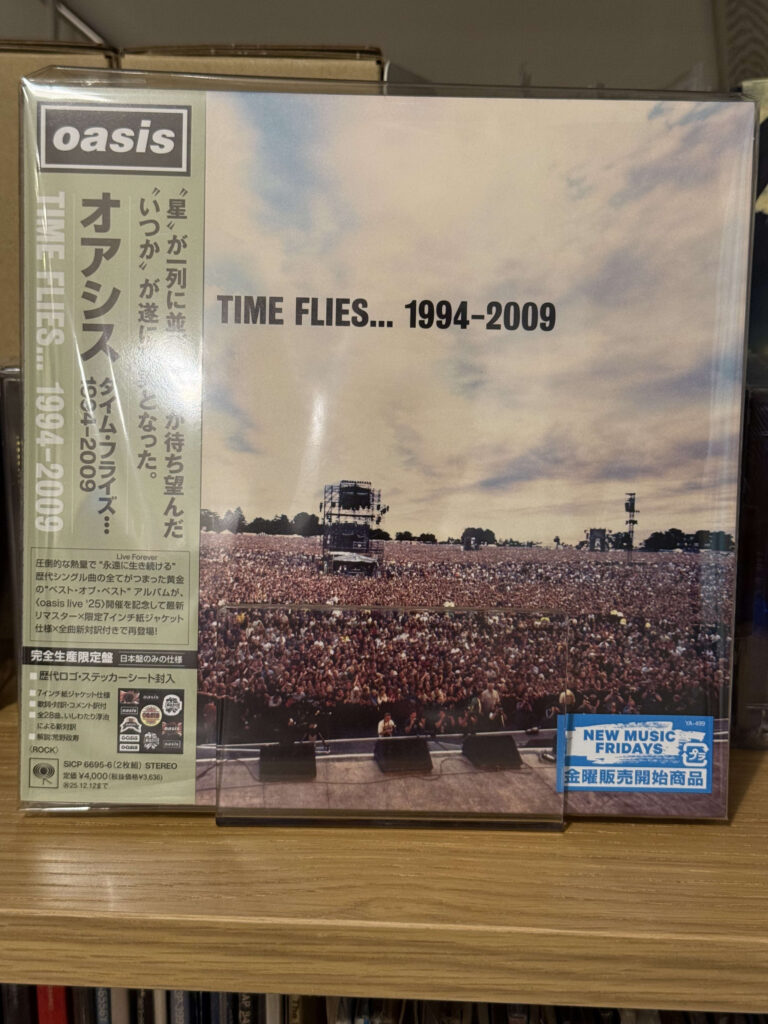 oasis
〝星〟が一列に並 が待ち望んだ
〝いつか〟が遂に となった。
オアシス
タイム・フライズ…
1994-2009
TIME FLIES... 1994-2009
TIME FLIES... 1994-2009
Live Forever
圧倒的な熱量で“永遠に生き続ける”
歴代シングル曲の全てがつまった黄金
の“ベスト・オブ・ベスト”アルバムが、
〈oasis live '25〉開催を記念して最新
リマスター×限定7インチ紙ジャケット
仕様×全曲新対訳付きで再登場!
完全生産限定盤 日本盤のみの仕様
■歴代ロゴ・ステッカーシート封入
■7インチ紙ジャケット仕様
■歌詞・対訳・コメント訳付
■全28曲、いしわたり淳治
による新対訳
■解説:荒野政寿
(ROCK)
SICP 6695-6(2枚組) STEREO
定価 ¥4,000(税抜価格¥3,636)
'25.12.12まで
YA-499
NEW MUSIC
FRIDAYS
プラ
金曜販売開始商品